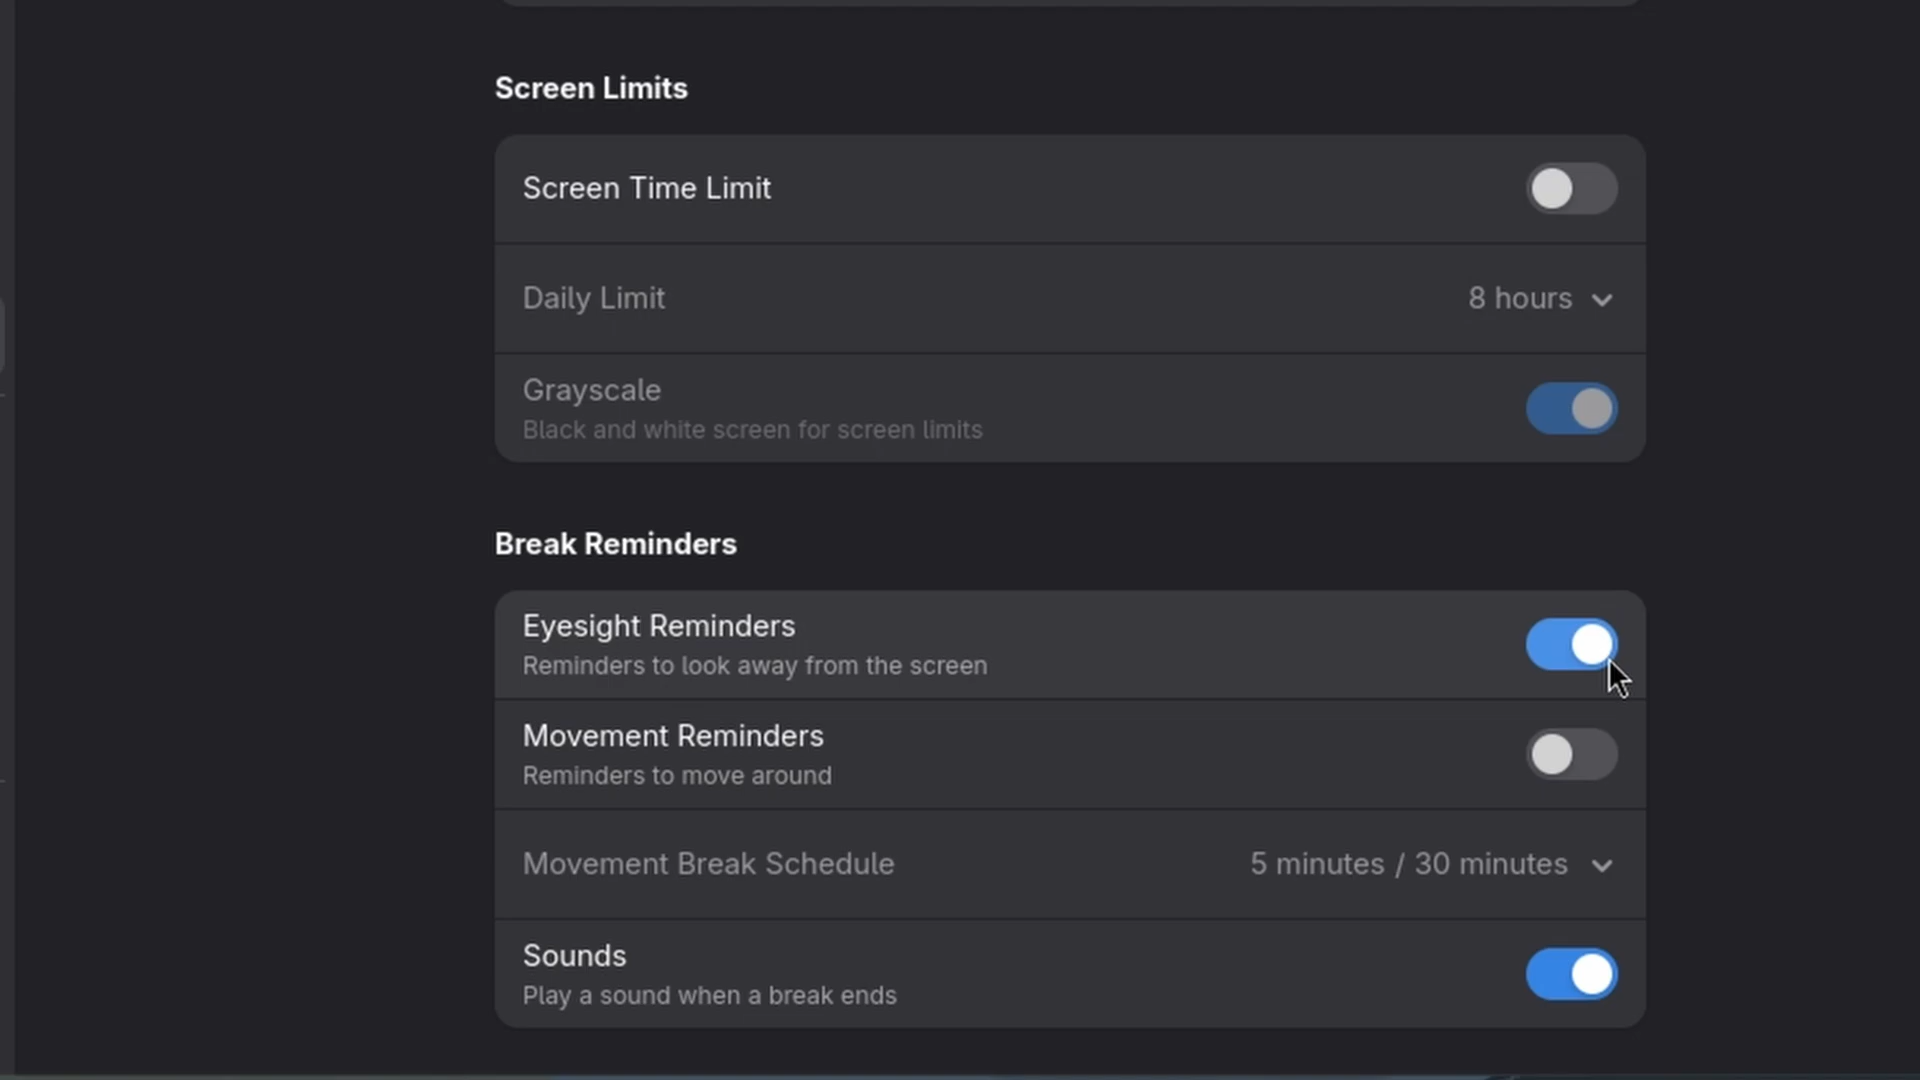 Screen Limits
Screen Time Limit
Daily Limit 8 hours
Grayscale
Black and white screen for screen limits
Break Reminders
Eyesight Reminders
Reminders to look away from the screen
Movement Reminders
Reminders to move around
Movement Break Schedule 5 minutes / 30 minutes
Sounds
Play a sound when a break ends